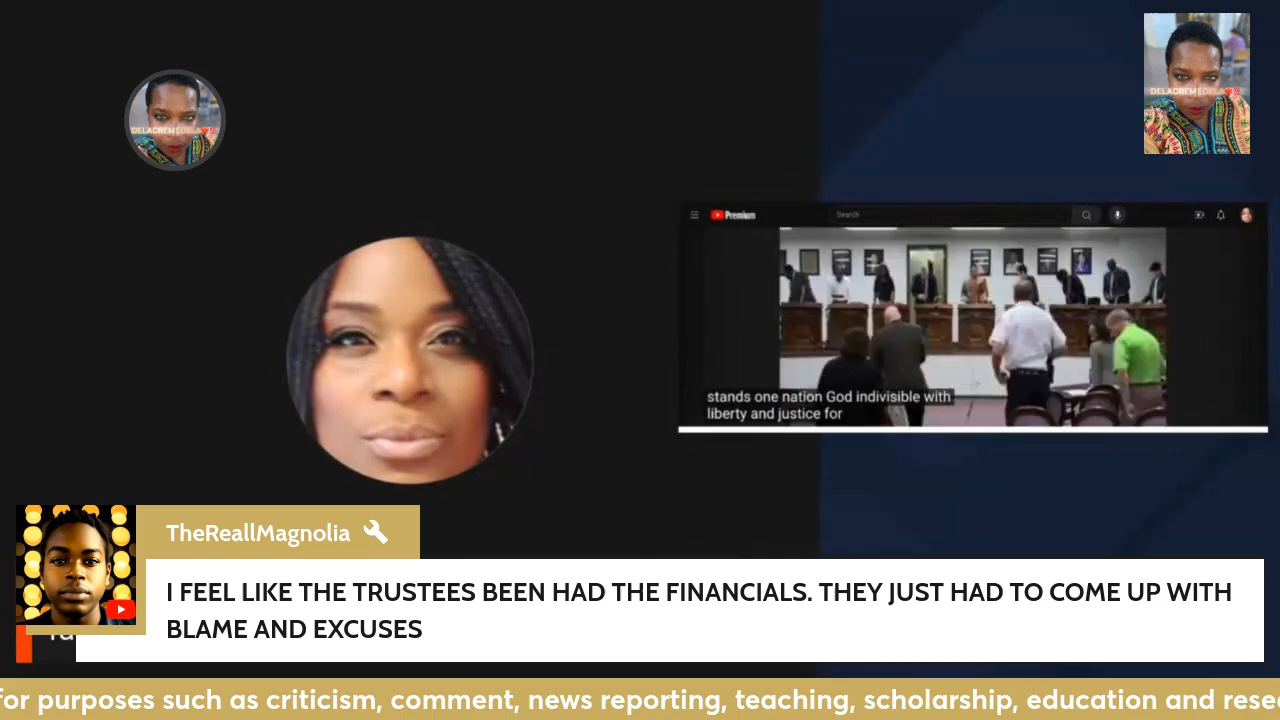 DELACREMEDELA
DELACREMEDELA
Premium
Search
stands one nation God indivisible with
liberty and justice for
TheReallMagnolia
I FEEL LIKE THE TRUSTEES BEEN HAD THE FINANCIALS. THEY JUST HAD TO COME UP WITH
BLAME AND EXCUSES
for purposes such as criticism, comment, news reporting, teaching, scholarship, education and rese